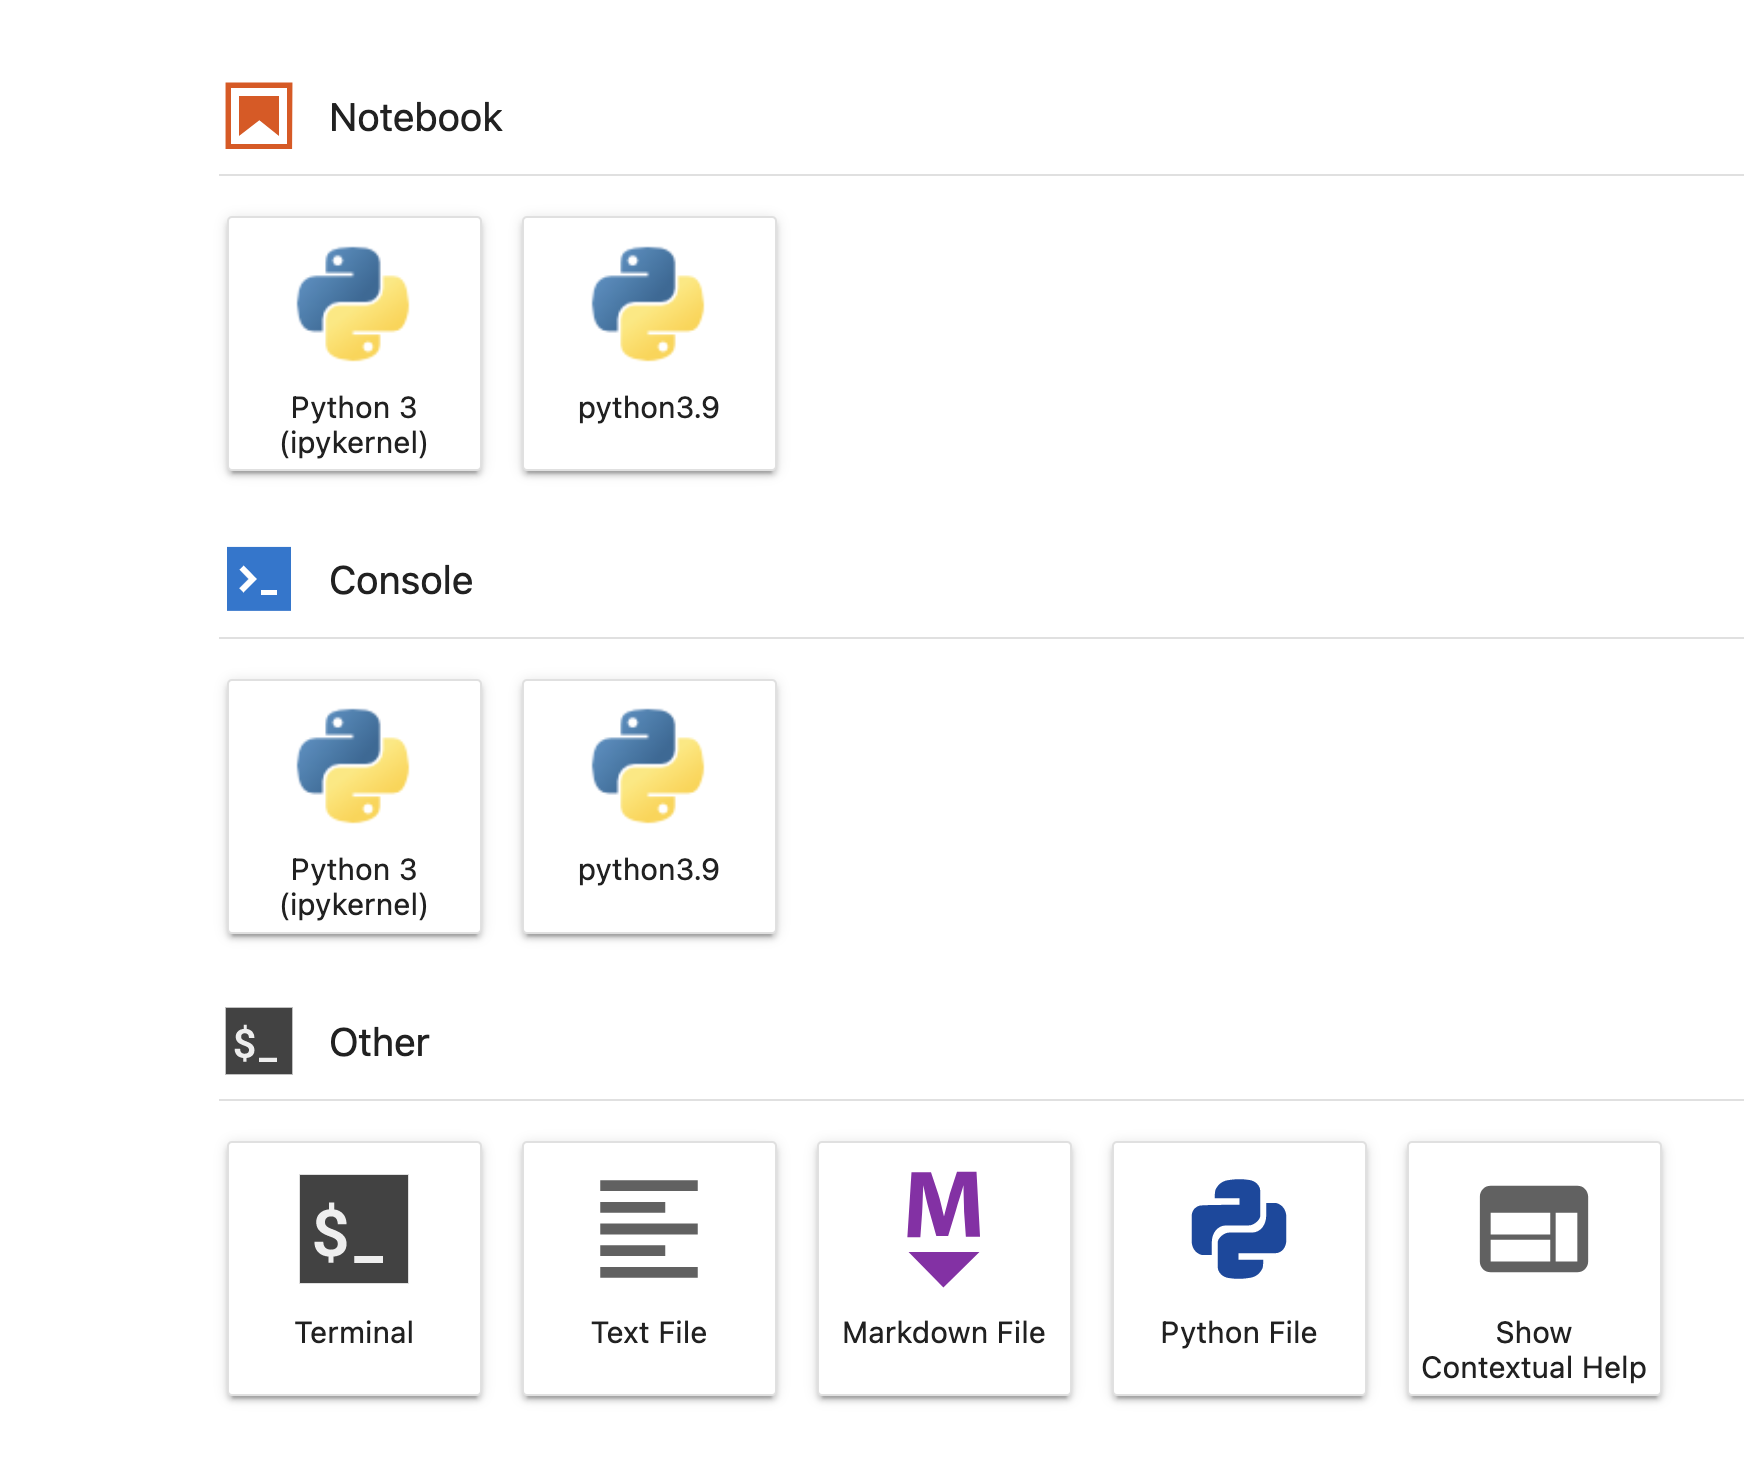 Notebook
Python 3
(ipykernel)
python3.9
>_
Console
Python 3
(ipykernel)
python3.9
$_
Other
$_
Terminal
Text File
M
Markdown File
Python File
Show
Contextual Help